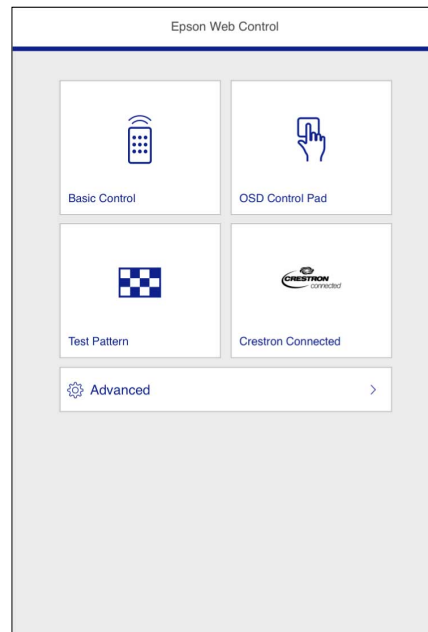 Epson Web Control
Basic Control
OSD Control Pad
CRESTRON
connected
Test Pattern
Crestron Connected
Advanced